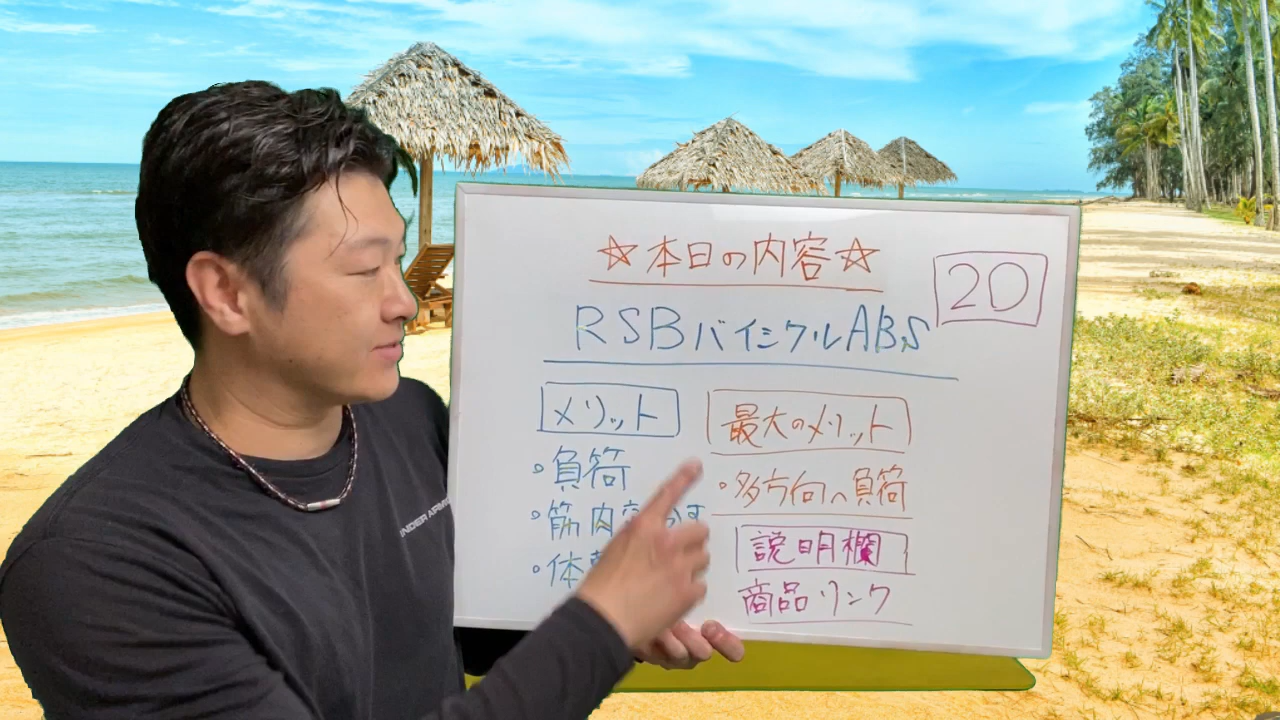 ☆本日の内容☆
20
RSBバイシクルABS
メリット
・負荷
・筋肉
・体
最大のメリット
・多方向へ負荷
説明欄
商品リンク
UNDER ARMO